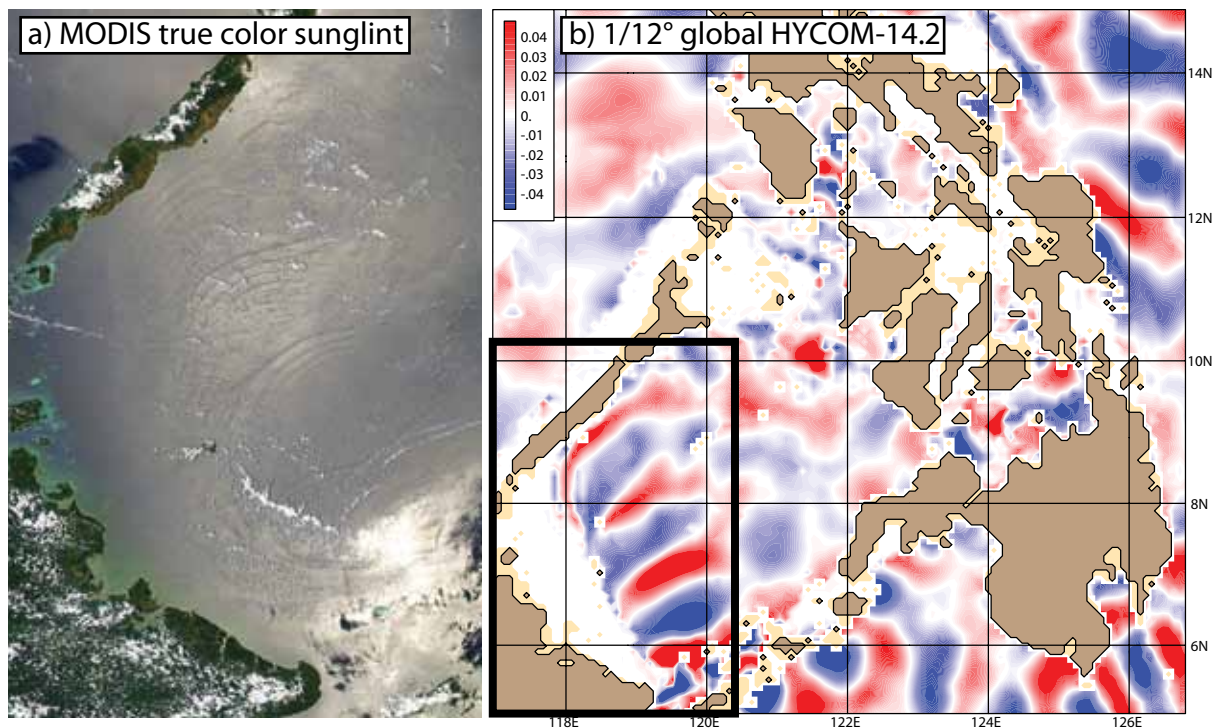 a) MODIS true color sunglint
b) 1/12° global HYCOM-14.2
0.04
0.03
0.02
0.01
0.
-.01
-.02
-.03
-.04
14N
12N
10N
8N
6N
118E
120E
122E
124E
126E